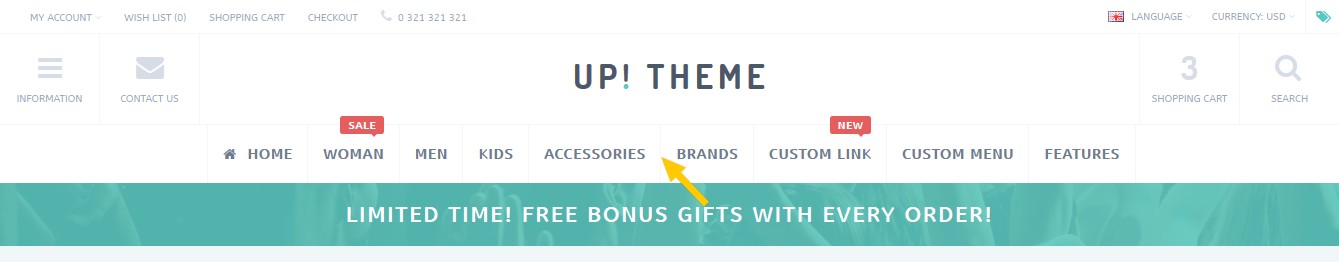 MY ACCOUNT WISH LIST (0) SHOPPING CART CHECKOUT 0 321 321 321 LANGUAGE CURRENCY: USD
UP! THEME
3
INFORMATION CONTACT US SHOPPING CART SEARCH
SALE NEW
HOME WOMAN MEN KIDS ACCESSORIES BRANDS CUSTOM LINK CUSTOM MENU FEATURES
LIMITED TIME! FREE BONUS GIFTS WITH EVERY ORDER!